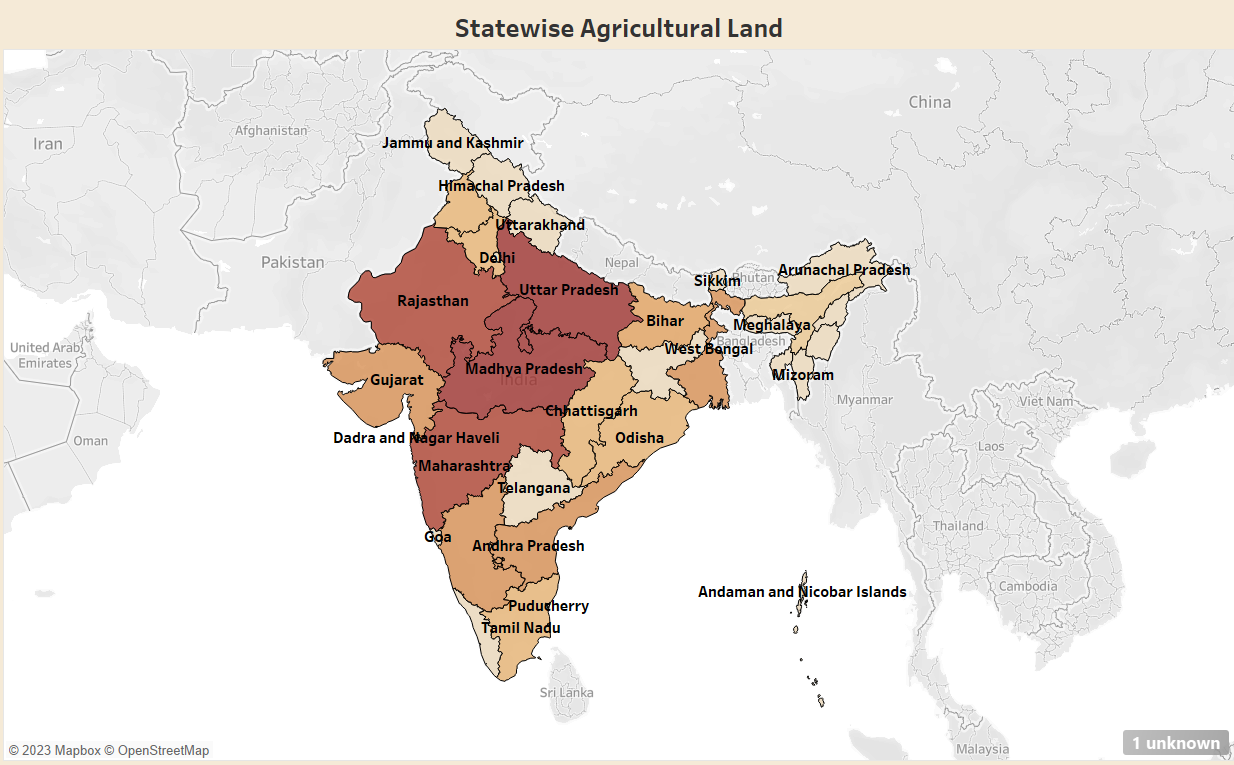 Statewise Agricultural Land
China
Afghanistan
Iran
Jammu and Kashmir
Himachal Pradesh
Uttarakhand
Pakistan
Delhi
Nepal
Sikkim
Bhutan
Arunachal Pradesh
Uttar Pradesh
Rajasthan
Bihar
Meghalaya
Bangladesh
United Arab
Emirates
West Bengal
Madhya Pradesh
India
Gujarat
Mizoram
Myanmar
Viet Nam
Chhattisgarh
Oman
Dadra and Nagar Haveli
Odisha
Laos
Maharashtra
Telangana
Thailand
Goa
Andhra Pradesh
Cambodia
Andaman and Nicobar Islands
Puducherry
Tamil Nadu
Sri Lanka
© 2023 Mapbox © OpenStreetMap
Malaysia
1 unknown